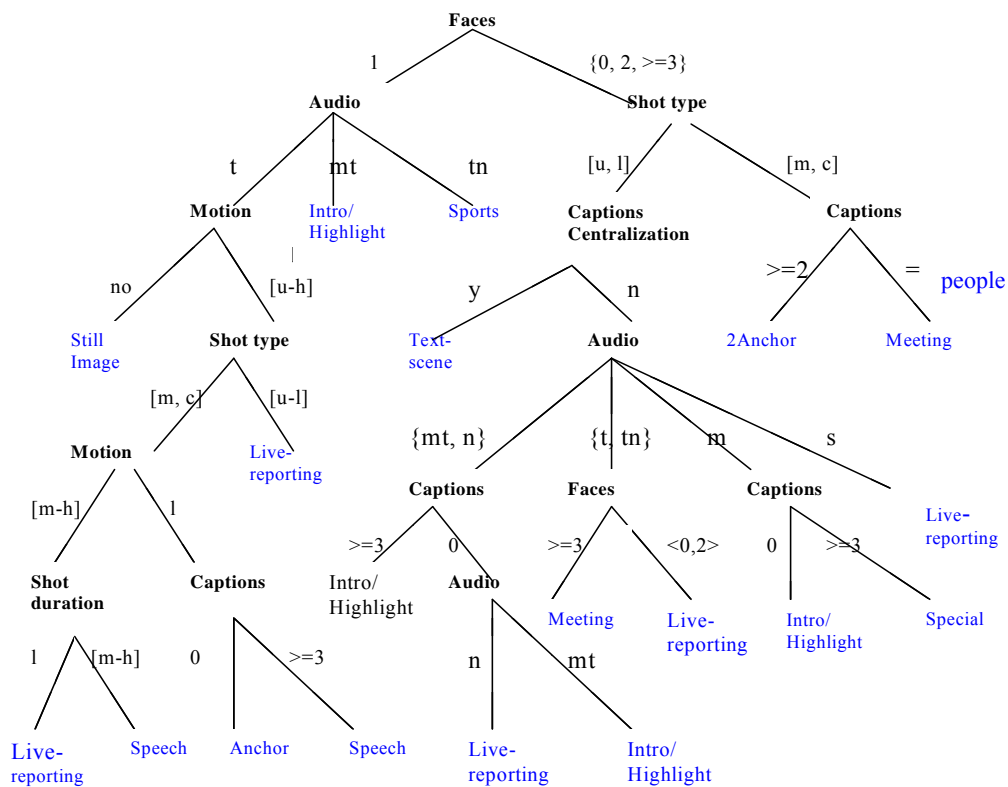 Faces
1
{0, 2, >=3}
Audio
Shot type
t
mt
tn
[u, l]
[m, c]
Motion
Intro/
Highlight
Sports
Captions
Centralization
Captions
no
[u-h]
y
n
>=2
=
people
Still
Image
Shot type
Text-
scene
Audio
2Anchor
Meeting
[m, c]
[u-l]
{mt, n}
{t, tn}
m
s
Motion
Live-
reporting
Captions
Faces
Captions
Live-
reporting
[m-h]
l
>=3
0
>=3
<0,2>
0
>=3
Shot
duration
Captions
Intro/
Highlight
Audio
Meeting
Live-
reporting
Intro/
Highlight
Special
l
[m-h]
0
>=3
n
mt
Live-
reporting
Speech
Anchor
Speech
Live-
reporting
Intro/
Highlight